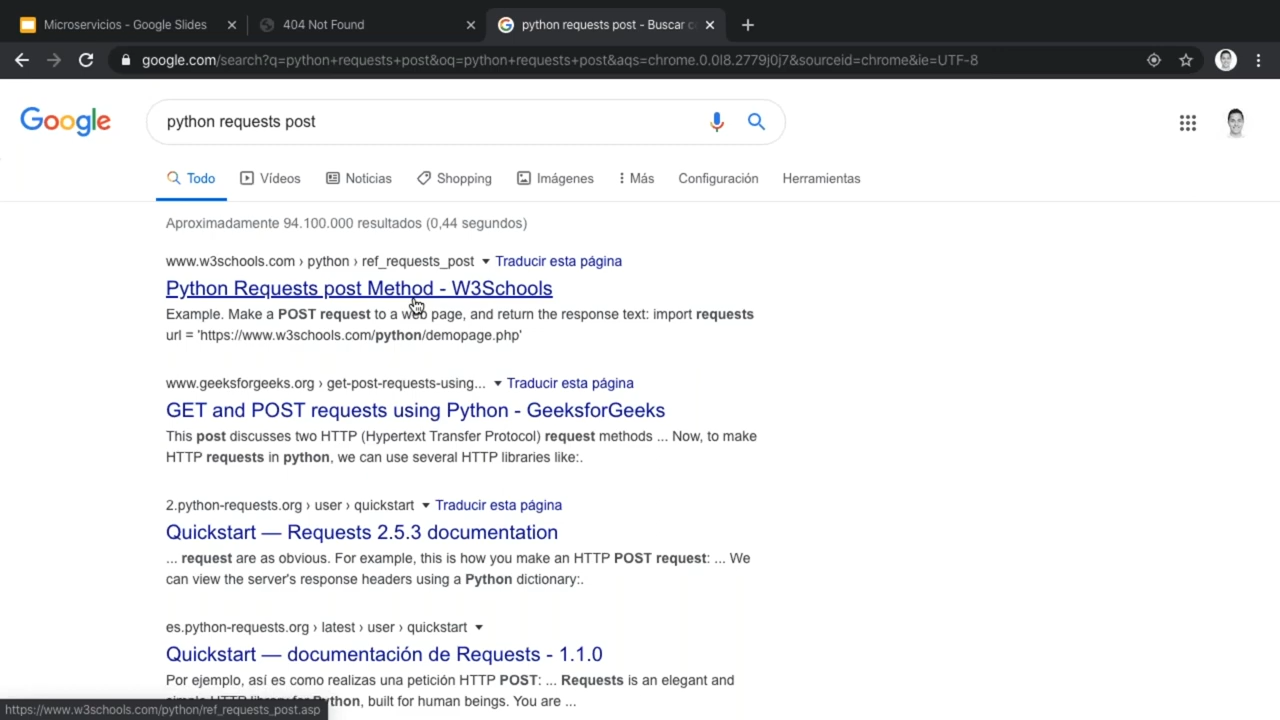 Microservicios - Google Slides
404 Not Found
python requests post - Buscar c
google.com/search?q=python+requests+post&oq=python+requests+post&aqs=chrome.0.0l8.2779j0j7&sourceid=chrome&ie=UTF-8
Google
python requests post
Todo Vídeos Noticias Shopping Imágenes Más Configuración Herramientas
Aproximadamente 94.100.000 resultados (0,44 segundos)
www.w3schools.com › python › ref_requests_post Traducir esta página
Python Requests post Method - W3Schools
Example. Make a POST request to a web page, and return the response text: import requests
url = 'https://www.w3schools.com/python/demopage.php'
www.geeksforgeeks.org › get-post-requests-using... Traducir esta página
GET and POST requests using Python - GeeksforGeeks
This post discusses two HTTP (Hypertext Transfer Protocol) request methods ... Now, to make
HTTP requests in python, we can use several HTTP libraries like:.
2.python-requests.org › user › quickstart Traducir esta página
Quickstart — Requests 2.5.3 documentation
... request are as obvious. For example, this is how you make an HTTP POST request: ... We
can view the server's response headers using a Python dictionary:.
es.python-requests.org › latest › user › quickstart
Quickstart — documentación de Requests - 1.1.0
Por ejemplo, así es como realizas una petición HTTP POST: ... Requests is an elegant and
simple HTTP library for Python, built for human beings. You are ...
https://www.w3schools.com/python/ref_requests_post.asp